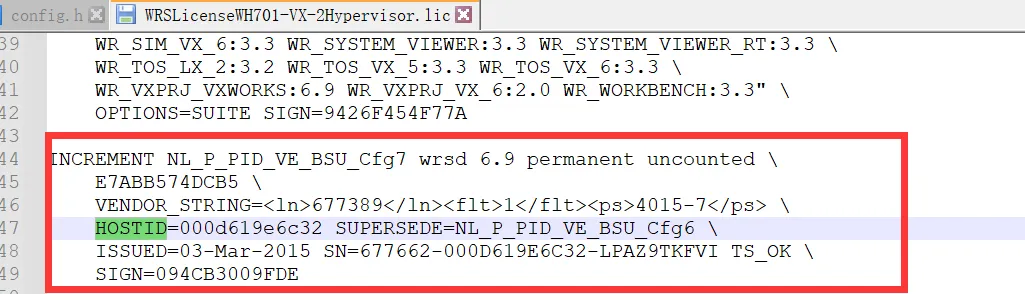 config.h
WRSLicenseWH701-VX-2Hypervisor.lic
39 WR_SIM_VX_6:3.3 WR_SYSTEM_VIEWER:3.3 WR_SYSTEM_VIEWER_RT:3.3 \
40 WR_TOS_LX_2:3.2 WR_TOS_VX_5:3.3 WR_TOS_VX_6:3.3 \
41 WR_VXPRJ_VXWORKS:6.9 WR_VXPRJ_VX_6:2.0 WR_WORKBENCH:3.3" \
42 OPTIONS=SUITE SIGN=9426F454F77A
43
44 INCREMENT NL_P_PID_VE_BSU_Cfg7 wrsd 6.9 permanent uncounted \
45 E7ABB574DCB5 \
46 VENDOR_STRING=<ln>677389</ln><flt>1</flt><ps>4015-7</ps> \
47 HOSTID=000d619e6c32 SUPERSEDE=NL_P_PID_VE_BSU_Cfg6 \
48 ISSUED=03-Mar-2015 SN=677662-000D619E6C32-LPAZ9TKFVI TS_OK \
49 SIGN=094CB3009FDE